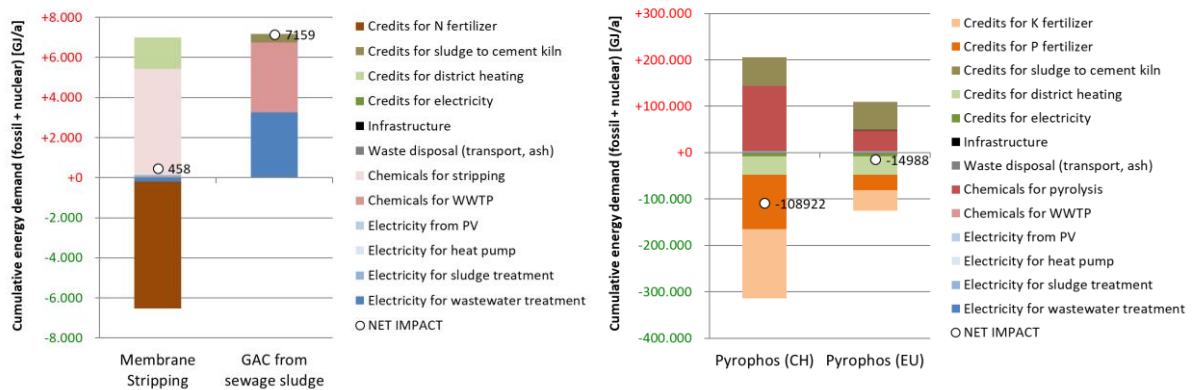 Cumulative energy demand (fossil + nuclear) [GJ/a]
+8.000
+6.000
+4.000
+2.000
+0
-2.000
-4.000
-6.000
-8.000
7159
458
Membrane
Stripping
GAC from
sewage sludge
Credits for N fertilizer
Credits for sludge to cement kiln
Credits for district heating
Credits for electricity
Infrastructure
Waste disposal (transport, ash)
Chemicals for stripping
Chemicals for WWTP
Electricity from PV
Electricity for heat pump
Electricity for sludge treatment
Electricity for wastewater treatment
NET IMPACT
Cumulative energy demand (fossil + nuclear) [GJ/a]
+300.000
+200.000
+100.000
+0
-100.000
-200.000
-300.000
-400.000
-14988
-108922
Pyrophos (CH)
Pyrophos (EU)
Credits for K fertilizer
Credits for P fertilizer
Credits for sludge to cement kiln
Credits for district heating
Credits for electricity
Infrastructure
Waste disposal (transport, ash)
Chemicals for pyrolysis
Chemicals for WWTP
Electricity from PV
Electricity for heat pump
Electricity for sludge treatment
Electricity for wastewater treatment
NET IMPACT